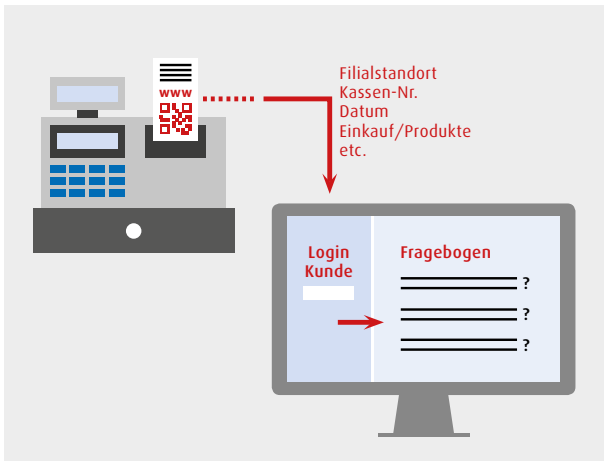 www
Filialstandort
Kassen-Nr.
Datum
Einkauf/Produkte
etc.
Login
Kunde
Fragebogen
?
?
?